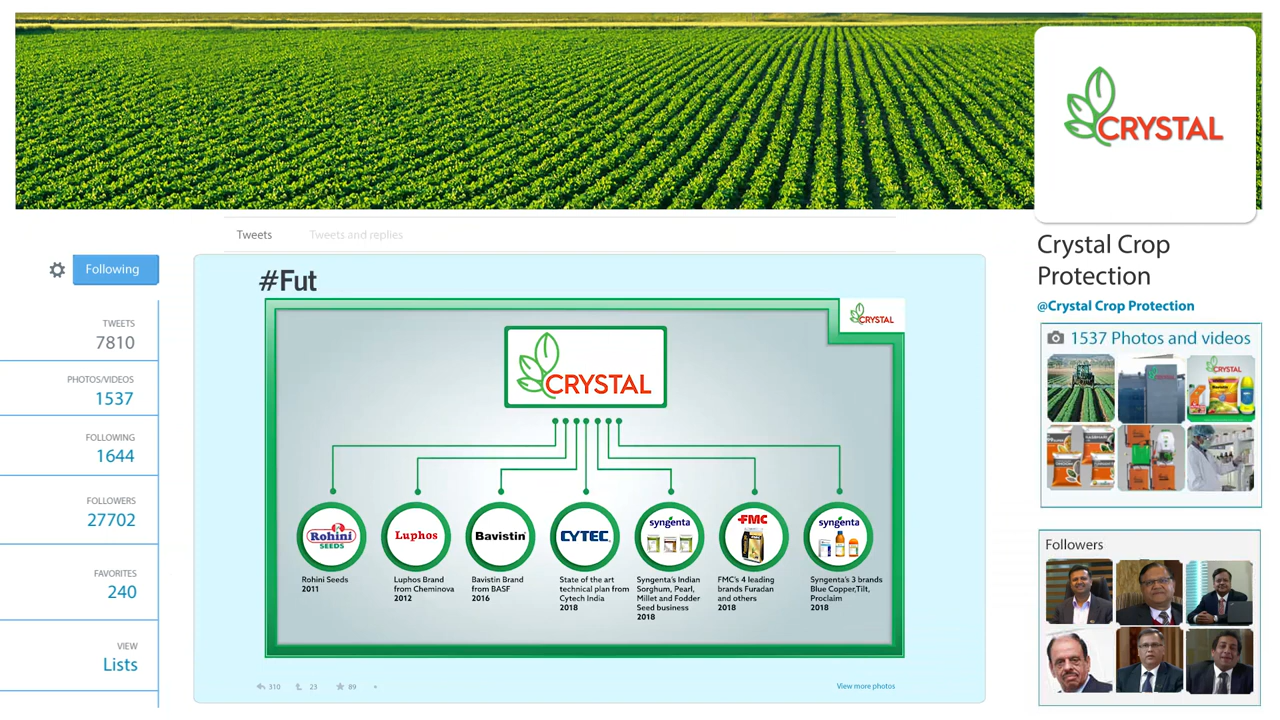 CRYSTAL
Tweets
Tweets and replies
Crystal Crop
Protection
@Crystal Crop Protection
Following
TWEETS
7810
PHOTOS/VIDEOS
1537
FOLLOWING
1644
FOLLOWERS
27702
FAVORITES
240
VIEW
Lists
#Fut
CRYSTAL
CRYSTAL
Rohini
SEEDS
Luphos
Bavistin
CYTEC
syngenta
FMC
syngenta
Rohini Seeds
2011
Luphos Brand
from Cheminova
2012
Bavistin Brand
from BASF
2016
State of the art
technical plan from
Cytech India
2018
Syngenta's Indian
Sorghum, Pearl,
Millet and Fodder
Seed business
2018
FMC's 4 leading
brands Furadan
and others
2018
Syngenta's 3 brands
Blue Copper,Tilt,
Proclaim
2018
310
23
89
View more photos
1537 Photos and videos
CRYSTAL
Bavistin
Followers